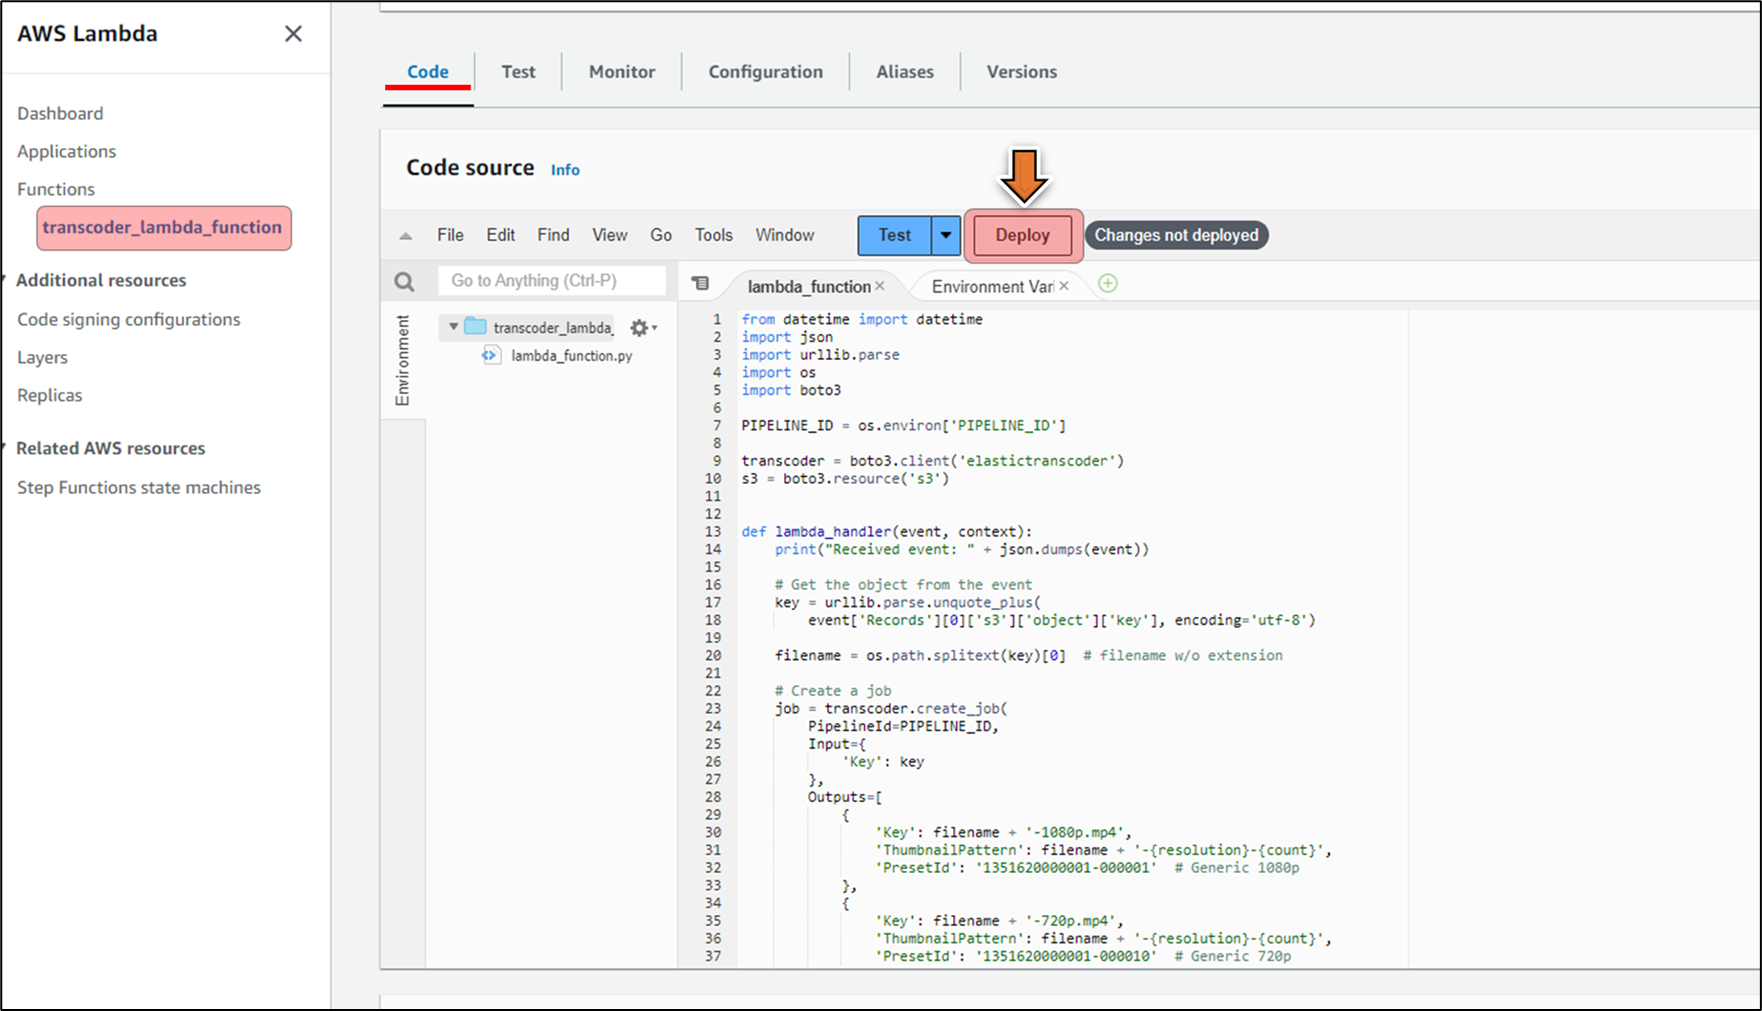 AWS Lambda
Dashboard
Applications
Functions
transcoder_lambda_function
Additional resources
Code signing configurations
Layers
Replicas
Related AWS resources
Step Functions state machines
Code Test Monitor Configuration Aliases Versions
Code source Info
File Edit Find View Go Tools Window Test Deploy Changes not deployed
Go to Anything (Ctrl-P)
lambda_function × Environment Vari ×
Environment
transcoder_lambda_
lambda_function.py
1 from datetime import datetime
2 import json
3 import urllib.parse
4 import os
5 import boto3
6
7 PIPELINE_ID = os.environ['PIPELINE_ID']
8
9 transcoder = boto3.client('elastictranscoder')
10 s3 = boto3.resource('s3')
11
12
13 def lambda_handler(event, context):
14     print("Received event: " + json.dumps(event))
15
16     # Get the object from the event
17     key = urllib.parse.unquote_plus(
18         event['Records'][0]['s3']['object']['key'], encoding='utf-8')
19
20     filename = os.path.splitext(key)[0]  # filename w/o extension
21
22     # Create a job
23     job = transcoder.create_job(
24         PipelineId=PIPELINE_ID,
25         Input={
26             'Key': key
27         },
28         Outputs=[
29             {
30                 'Key': filename + '-1080p.mp4',
31                 'ThumbnailPattern': filename + '-{resolution}-{count}',
32                 'PresetId': '1351620000001-000001'  # Generic 1080p
33             },
34             {
35                 'Key': filename + '-720p.mp4',
36                 'ThumbnailPattern': filename + '-{resolution}-{count}',
37                 'PresetId': '1351620000001-000010'  # Generic 720p